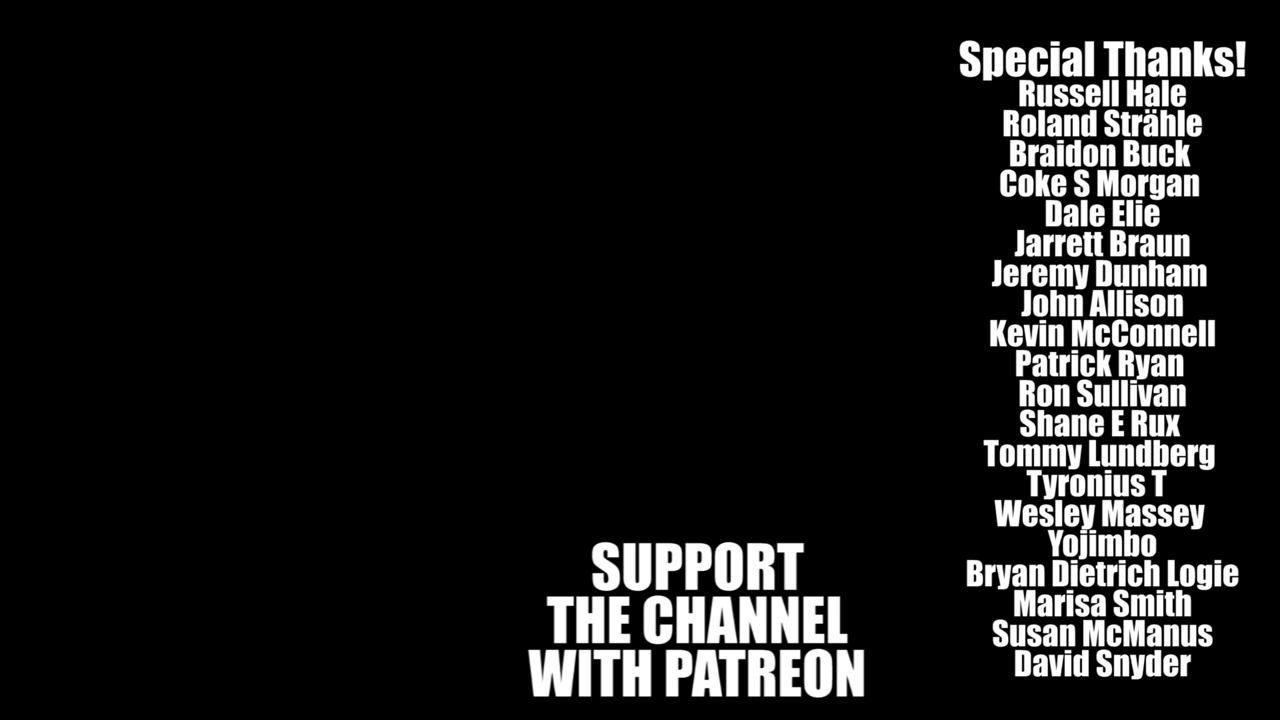 Special Thanks!
Russell Hale
Roland Strähle
Braidon Buck
Coke S Morgan
Dale Elie
Jarrett Braun
Jeremy Dunham
John Allison
Kevin McConnell
Patrick Ryan
Ron Sullivan
Shane E Rux
Tommy Lundberg
Tyronius T
Wesley Massey
Yojimbo
Bryan Dietrich Logie
Marisa Smith
Susan McManus
David Snyder
SUPPORT
THE CHANNEL
WITH PATREON